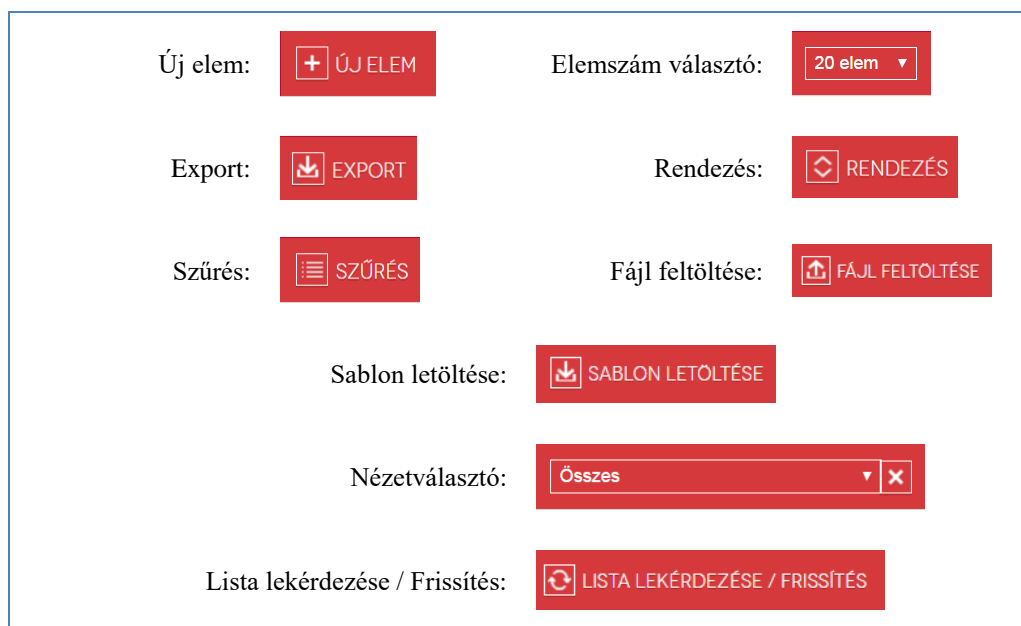 Új elem: ÚJ ELEM Elemszám választó: 20 elem
Export: EXPORT Rendezés: RENDEZÉS
Szűrés: SZŰRÉS Fájl feltöltése: FÁJL FELTÖLTÉSE
Sablon letöltése: SABLON LETÖLTÉSE
Nézetválasztó: Összes
Lista lekérdezése / Frissítés: LISTA LEKÉRDEZÉSE / FRISSÍTÉS